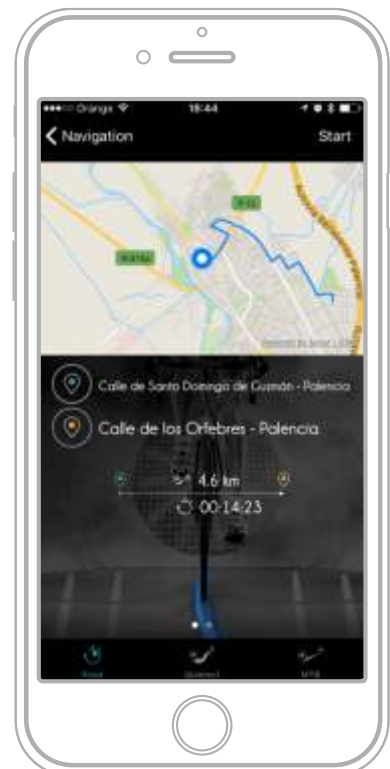 Orange 18:44
Navigation Start
Calle de Santo Domingo de Guzmán - Palencia
Calle de los Orfebres - Palencia
4.6 km
00:14:23
MTB